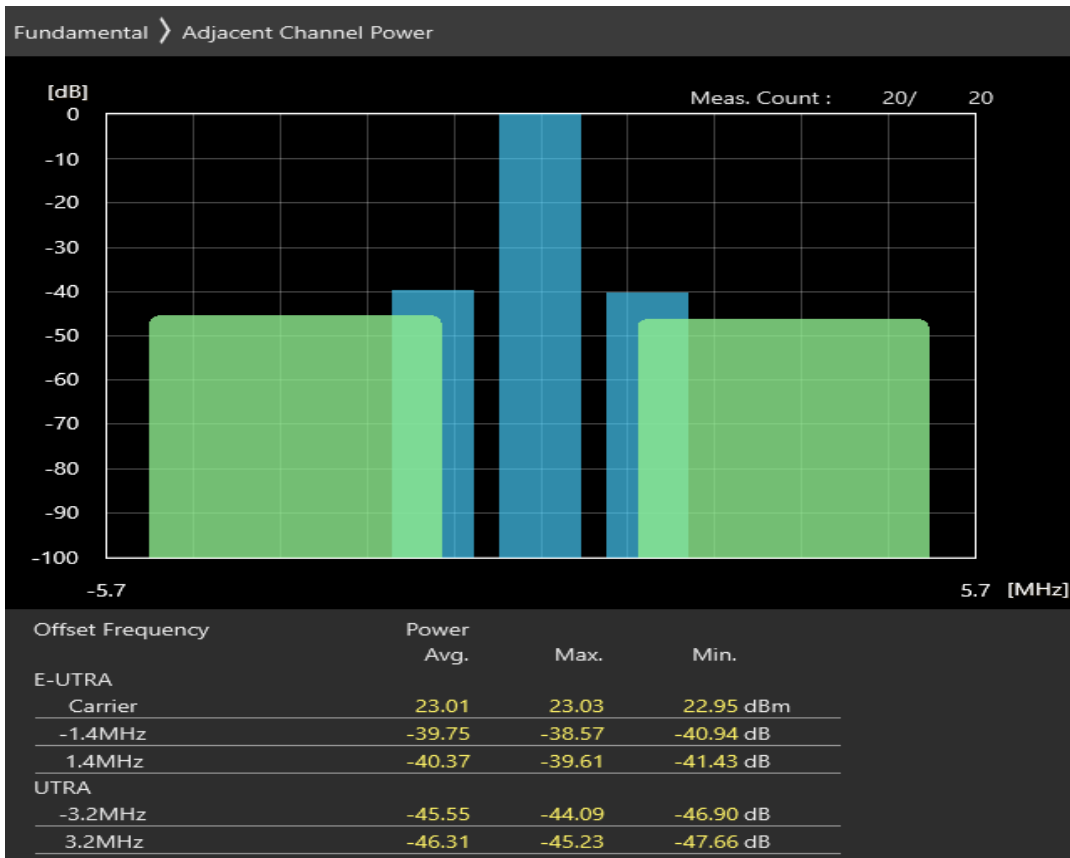 Fundamental 〉 Adjacent Channel Power
[dB]
Meas. Count : 20/ 20
0
-10
-20
-30
-40
-50
-60
-70
-80
-90
-100
-5.7 5.7 [MHz]
Offset Frequency Power
Avg. Max. Min.
E-UTRA
Carrier 23.01 23.03 22.95 dBm
-1.4MHz -39.75 -38.57 -40.94 dB
1.4MHz -40.37 -39.61 -41.43 dB
UTRA
-3.2MHz -45.55 -44.09 -46.90 dB
3.2MHz -46.31 -45.23 -47.66 dB